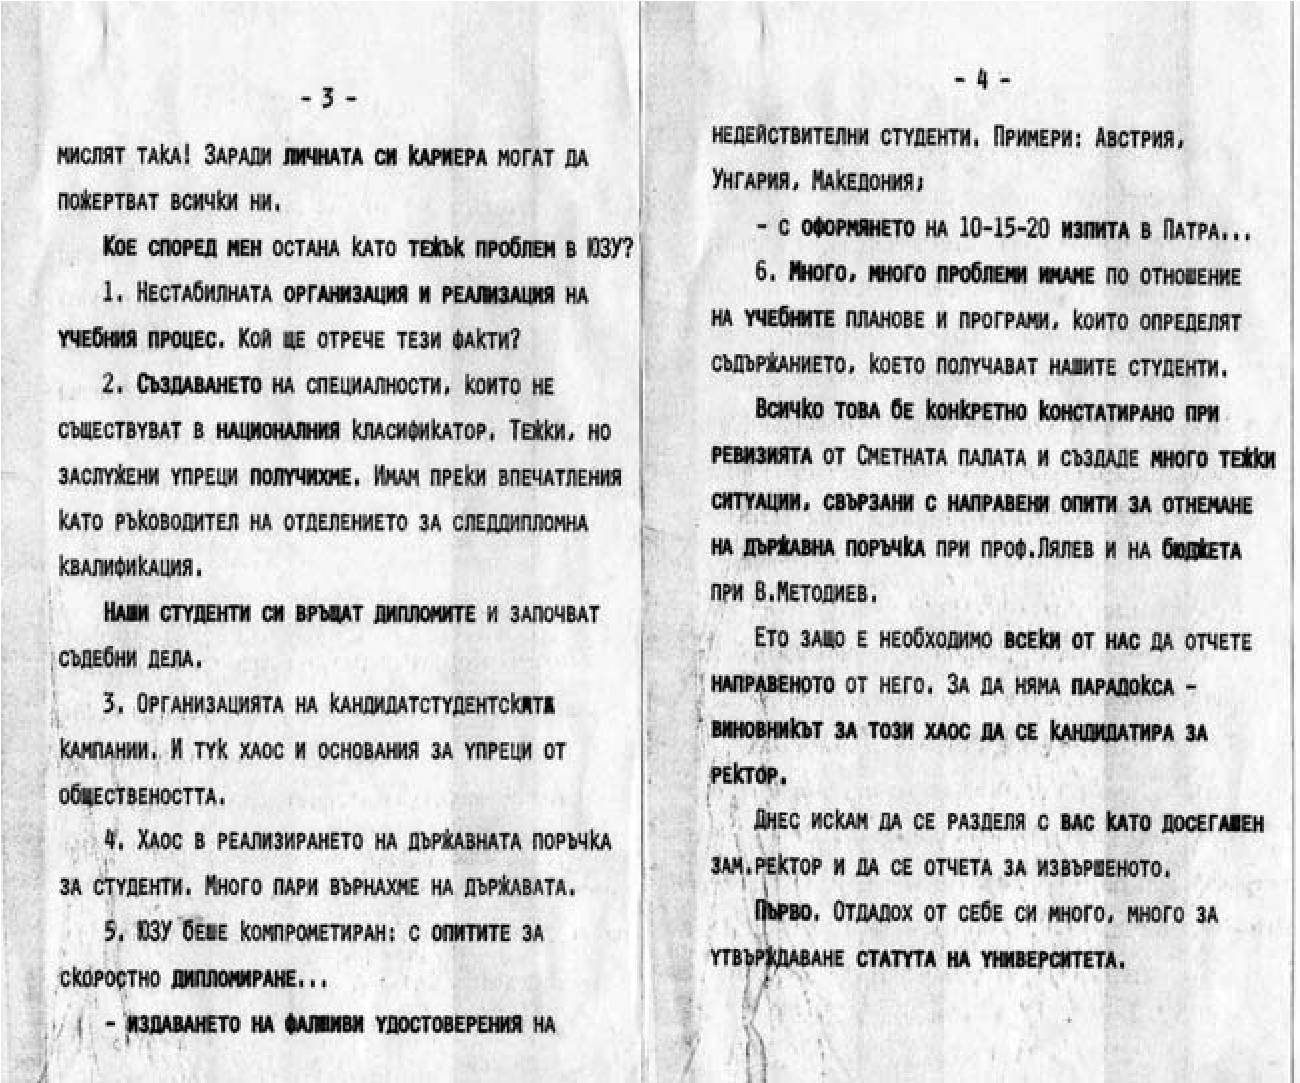 - 3 -
мислят така! Заради личната си кариера могат да
пожертват всички ни.
Кое според мен остана като тежък проблем в ЮЗУ?
1. Нестабилната организация и реализация на
учебния процес. Кой ще отрече тези факти?
2. Създаването на специалности, които не
съществуват в националния класификатор. Тежки, но
заслужени упреци получихме. Имам преки впечатления
като ръководител на отделението за следдипломна
квалификация.
Наши студенти си връщат дипломите и започват
съдебни дела.
3. Организацията на кандидатстудентската
кампании. И тук хаос и основания за упреци от
обществеността.
4. Хаос в реализирането на държавната поръчка
за студенти. Много пари върнахме на държавата.
5. ЮЗУ беше компрометиран: с опитите за
скоростно дипломиране...
- издаването на фалшиви удостоверения на
- 4 -
недействителни студенти. Примери: Австрия,
Унгария, Македония;
- с оформянето на 10-15-20 изпита в Патра...
6. Много, много проблеми имаме по отношение
на учебните планове и програми, които определят
съдържанието, което получават нашите студенти.
Всичко това бе конкретно констатирано при
ревизията от Сметната палата и създаде много тежки
ситуации, свързани с направени опити за отнемане
на държавна поръчка при проф.Лялев и на бюджета
при В.Методиев.
Ето защо е необходимо всеки от нас да отчете
направеното от него. За да няма парадокса -
виновникът за този хаос да се кандидатира за
ректор.
Днес искам да се разделя с вас като досегашен
зам.ректор и да се отчета за извършеното.
Първо. Отдадох от себе си много, много за
утвърждаване статута на университета.